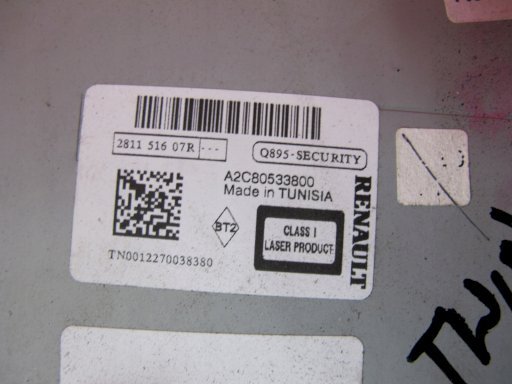 2811 516 07R ---
Q895-SECURITY
A2C80533800
Made in TUNISIA
BT2
CLASS I
LASER PRODUCT
RENAULT
TN0012270038380